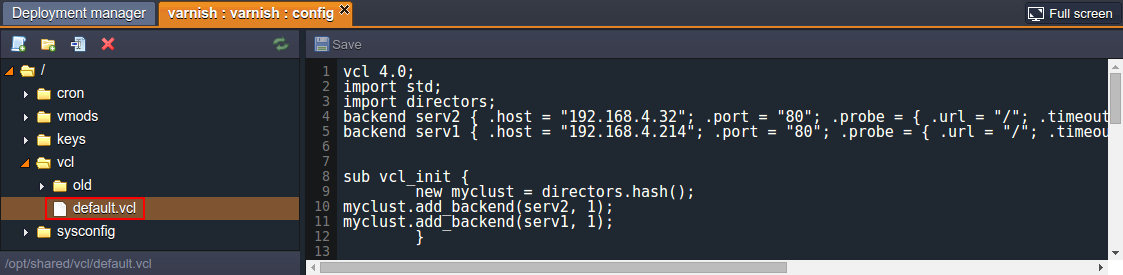 Deployment manager
varnish : varnish : config
Full screen
Save
/
cron
vmods
keys
vcl
old
default.vcl
sysconfig
/opt/shared/vcl/default.vcl
1 vcl 4.0;
2 import std;
3 import directors;
4 backend serv2 { .host = "192.168.4.32"; .port = "80"; .probe = { .url = "/"; .timeout
5 backend serv1 { .host = "192.168.4.214"; .port = "80"; .probe = { .url = "/"; .timeout
6
7
8 sub vcl_init {
9 new myclust = directors.hash();
10 myclust.add_backend(serv2, 1);
11 myclust.add_backend(serv1, 1);
12 }
13